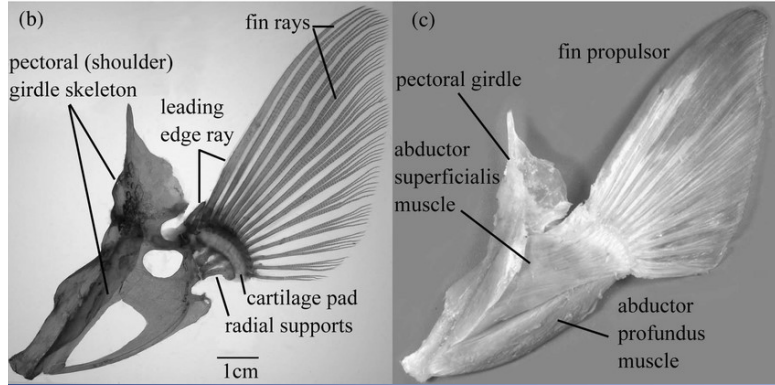 (b)
fin rays
pectoral (shoulder)
girdle skeleton
leading
edge ray
cartilage pad
radial supports
1cm
(c)
fin propulsor
pectoral girdle
abductor
superficialis
muscle
abductor
profundus
muscle